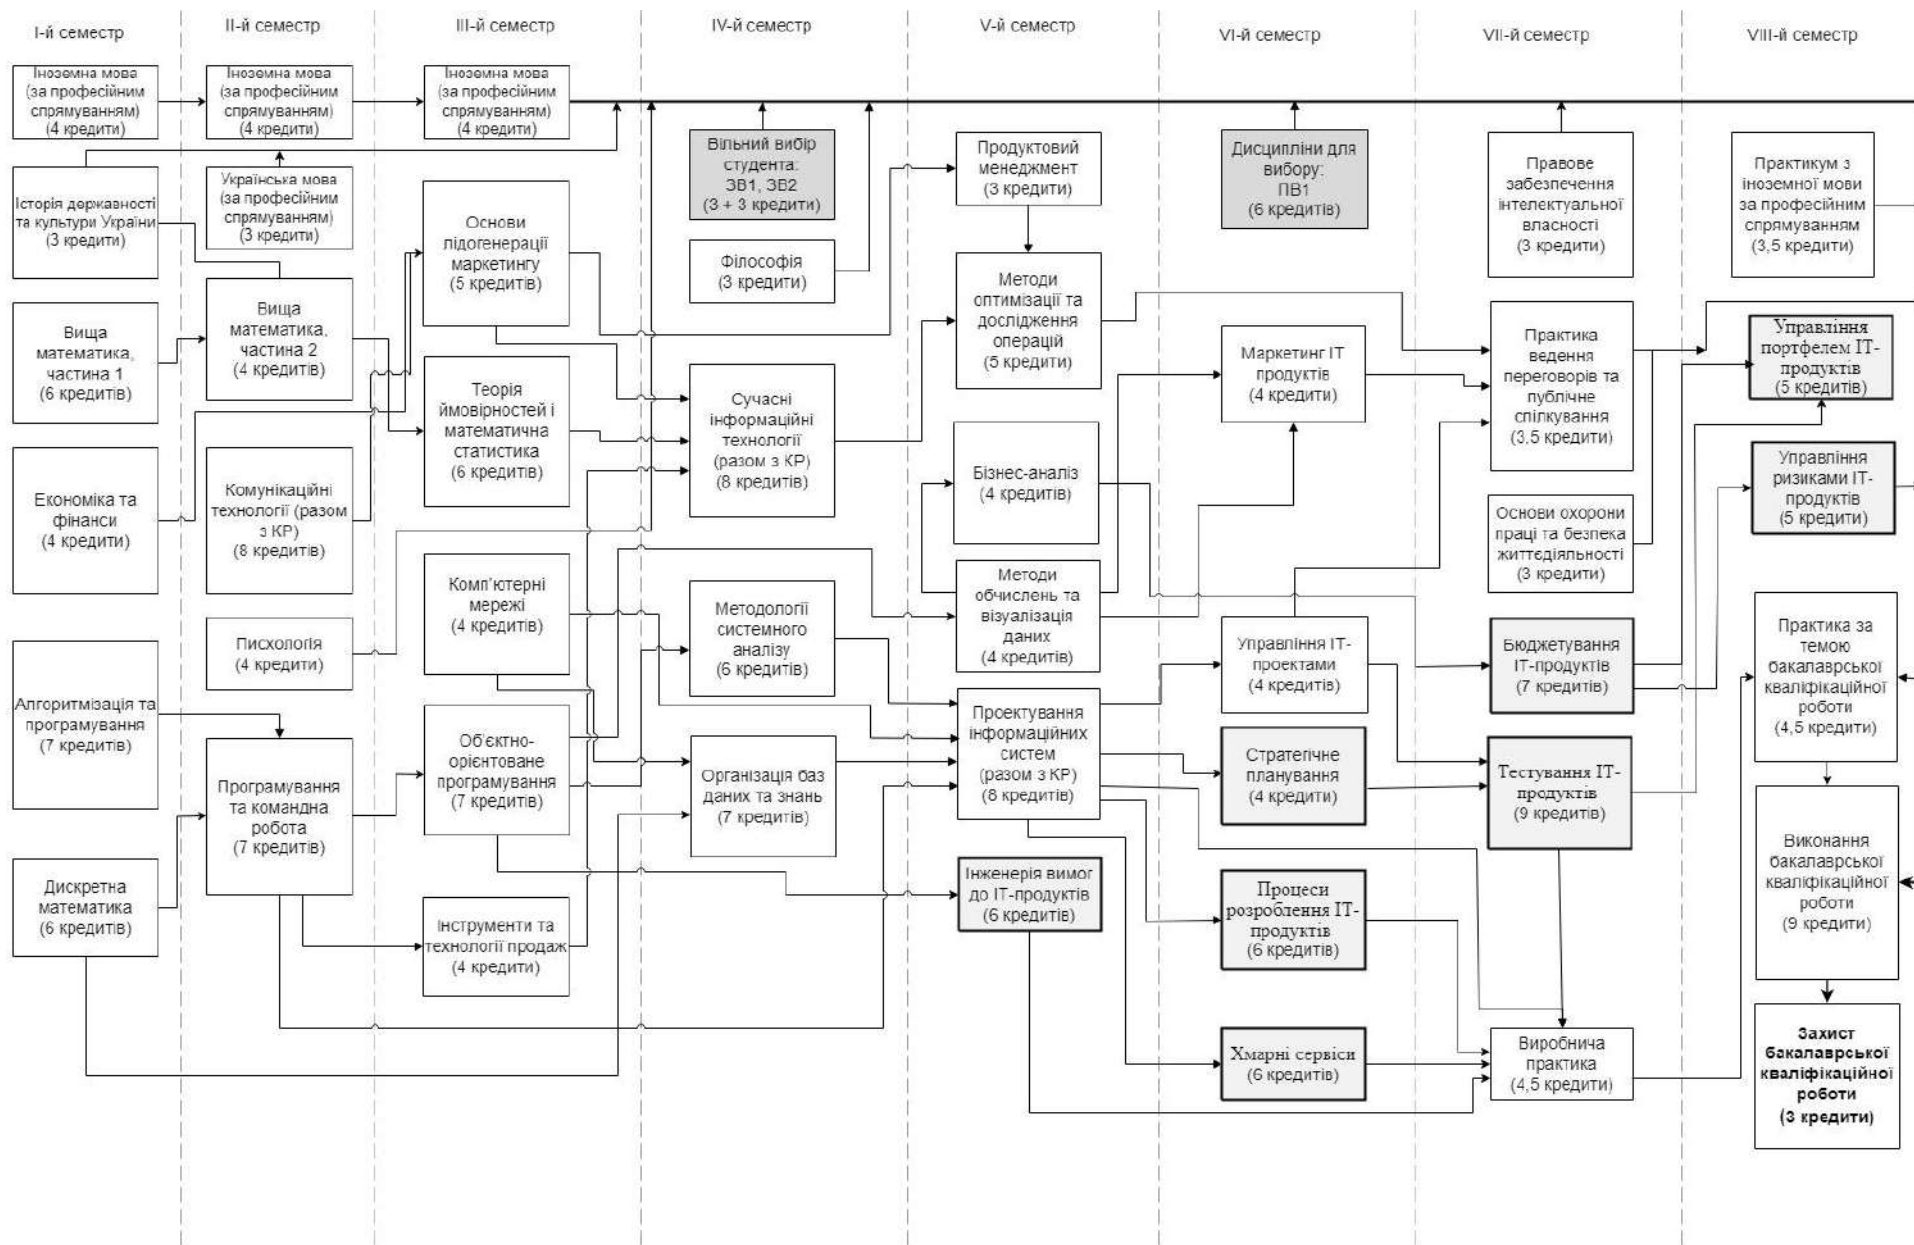 I-й семестр
II-й семестр
III-й семестр
IV-й семестр
V-й семестр
VI-й семестр
VII-й семестр
VIII-й семестр
Іноземна мова
(за професійним
спрямуванням)
(4 кредити)
Історія державності
та культури України
(3 кредити)
Вища
математика,
частина 1
(6 кредитів)
Економіка та
фінанси
(4 кредити)
Алгоритмізація та
програмування
(7 кредитів)
Дискретна
математика
(6 кредитів)
Іноземна мова
(за професійним
спрямуванням)
(4 кредити)
Українська мова
(за професійним
спрямуванням)
(3 кредити)
Вища
математика,
частина 2
(4 кредитів)
Комунікаційні
технології (разом
з КР)
(8 кредитів)
Писхологія
(4 кредити)
Програмування
та командна
робота
(7 кредитів)
Іноземна мова
(за професійним
спрямуванням)
(4 кредити)
Основи
лідогенерації
маркетингу
(5 кредитів)
Теорія
ймовірностей і
математична
статистика
(6 кредитів)
Комп'ютерні
мережі
(4 кредитів)
Об'єктно-
орієнтоване
програмування
(7 кредитів)
Інструменти та
технології продаж
(4 кредити)
Вільний вибір
студента:
ЗВ1, ЗВ2
(3 + 3 кредити)
Філософія
(3 кредити)
Сучасні
інформаційні
технології
(разом з КР)
(8 кредитів)
Методології
системного
аналізу
(6 кредитів)
Організація баз
даних та знань
(7 кредитів)
Продуктовий
менеджмент
(3 кредити)
Методи
оптимізації та
дослідження
операцій
(5 кредити)
Бізнес-аналіз
(4 кредитів)
Методи
обчислень та
візуалізація
даних
(4 кредитів)
Проектування
інформаційних
систем
(разом з КР)
(8 кредитів)
Інженерія вимог
до ІТ-продуктів
(6 кредитів)
Дисципліни для
вибору:
ПВ1
(6 кредитів)
Маркетинг ІТ
продуктів
(4 кредити)
Управління ІТ-
проектами
(4 кредити)
Стратегічне
планування
(4 кредити)
Процеси
розроблення ІТ-
продуктів
(6 кредитів)
Хмарні сервіси
(6 кредитів)
Правове
забезпечення
інтелектуальної
власності
(3 кредити)
Практика
ведення
переговорів та
публічне
спілкування
(3,5 кредити)
Основи охорони
праці та безпека
життєдіяльності
(3 кредити)
Бюджетування
ІТ-продуктів
(7 кредитів)
Тестування ІТ-
продуктів
(9 кредитів)
Виробнича
практика
(4,5 кредити)
Практикум з
іноземної мови
за професійним
спрямуванням
(3,5 кредити)
Управління
портфелем ІТ-
продуктів
(5 кредитів)
Управління
ризиками ІТ-
продуктів
(5 кредитів)
Практика за
темою
бакалаврської
кваліфікаційної
роботи
(4,5 кредити)
Виконання
бакалаврської
кваліфікаційної
роботи
(9 кредити)
Захист
бакалаврської
кваліфікаційної
роботи
(3 кредити)